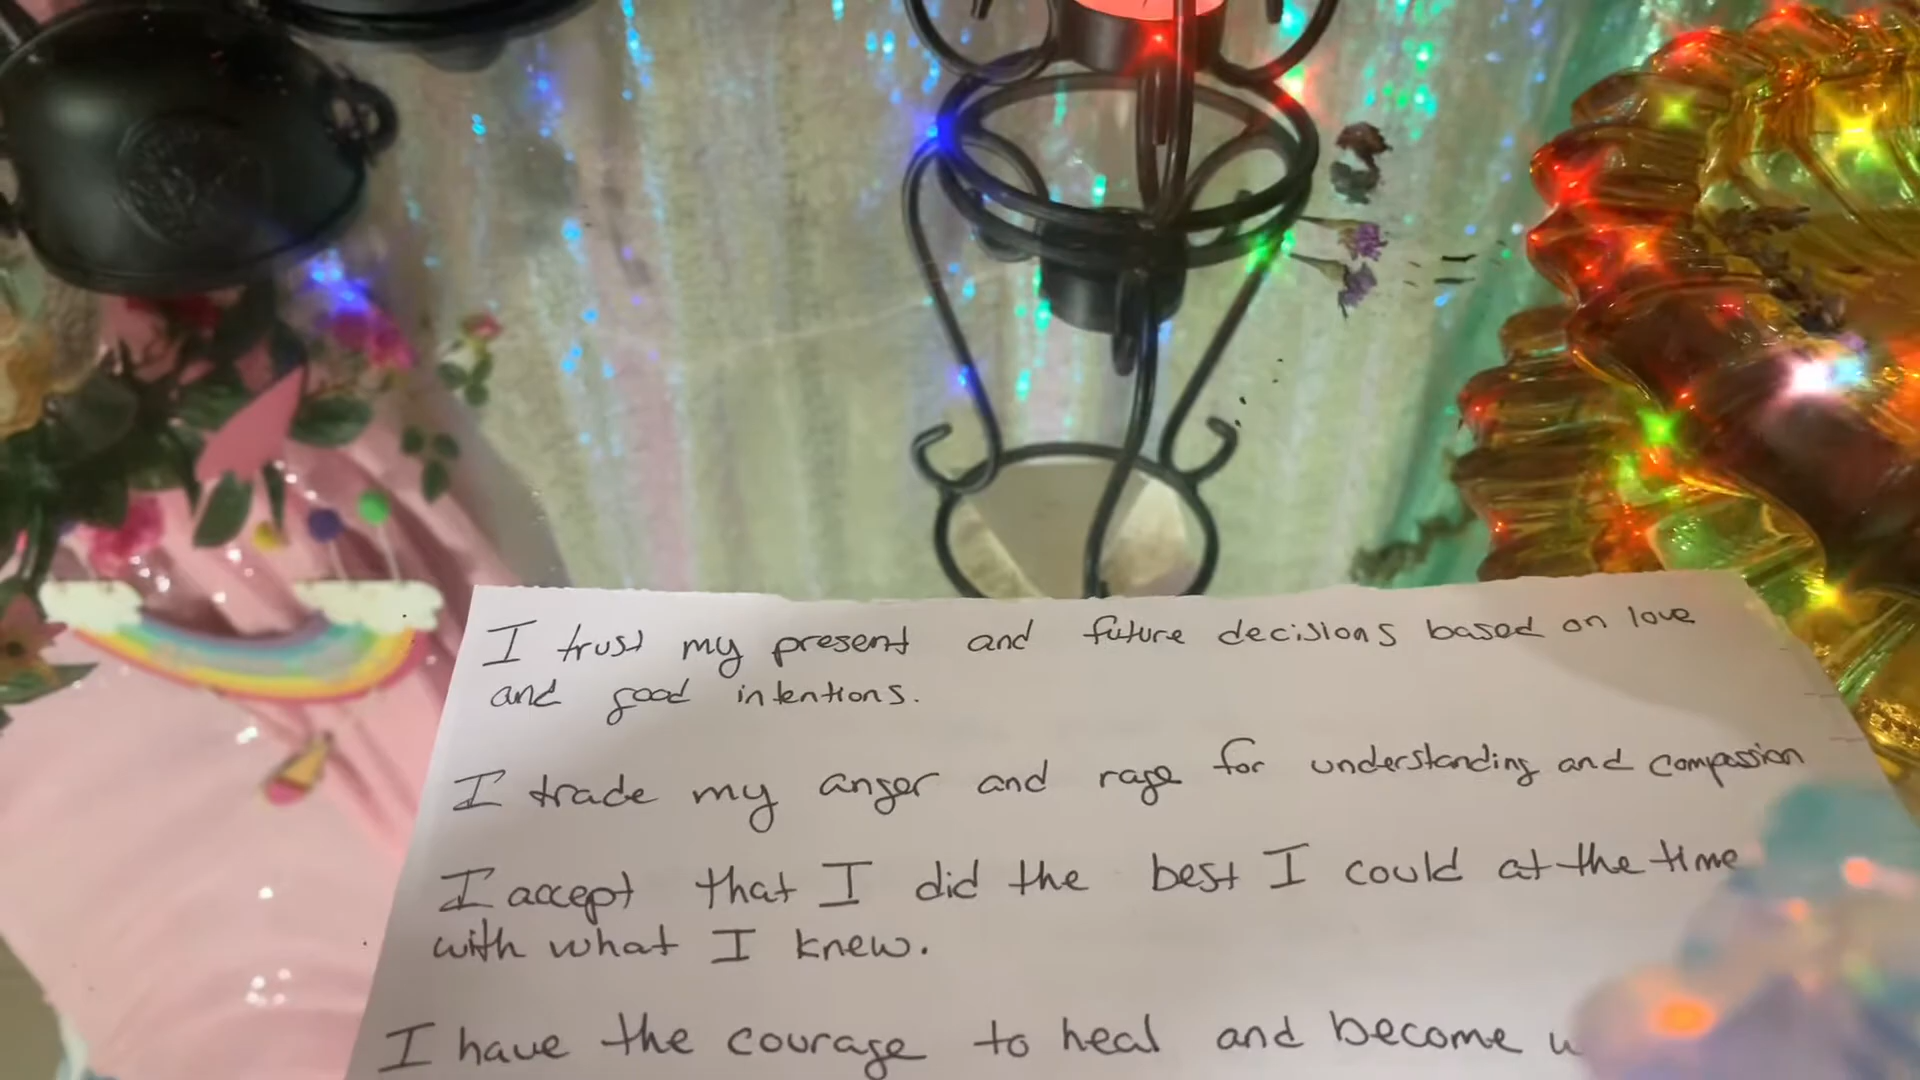 I trust my present and future decisions based on love
and good intentions.
I trade my anger and rage for understanding and compassion
I accept that I did the best I could at the time
with what I knew.
I have the courage to heal and become